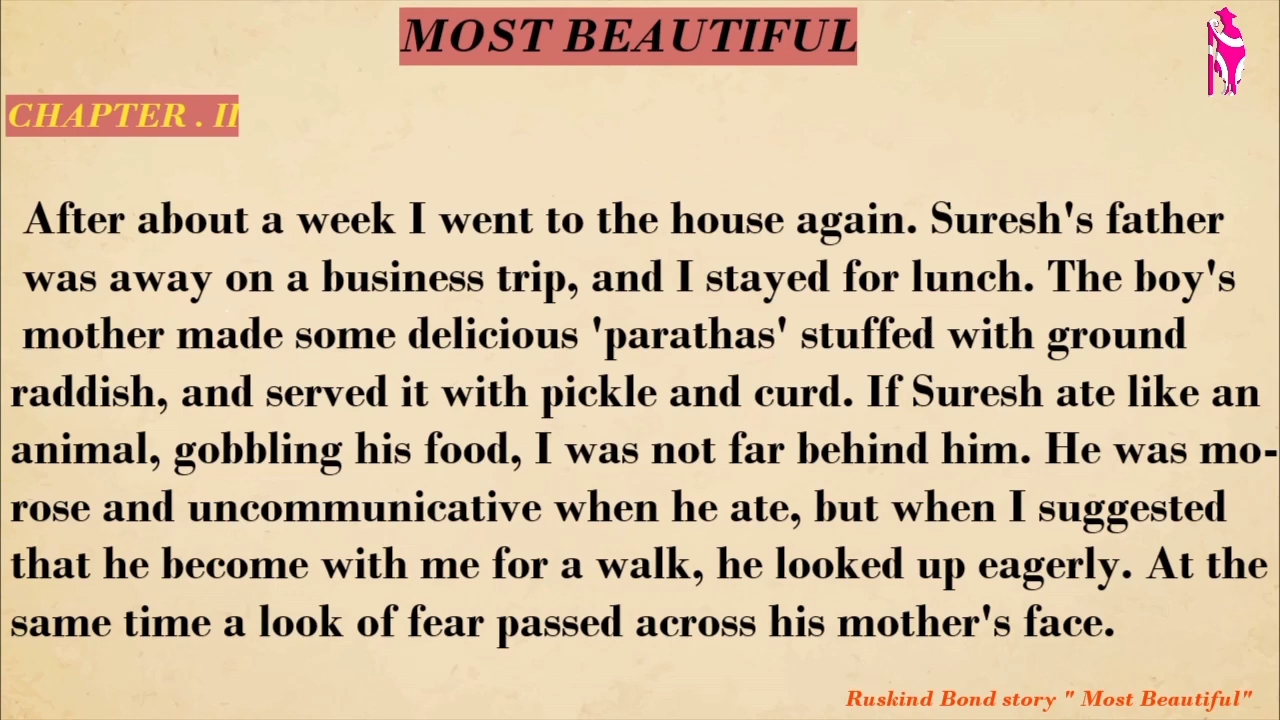 MOST BEAUTIFUL
CHAPTER . II
After about a week I went to the house again. Suresh's father
was away on a business trip, and I stayed for lunch. The boy's
mother made some delicious 'parathas' stuffed with ground
raddish, and served it with pickle and curd. If Suresh ate like an
animal, gobbling his food, I was not far behind him. He was mo-
rose and uncommunicative when he ate, but when I suggested
that he become with me for a walk, he looked up eagerly. At the
same time a look of fear passed across his mother's face.
Ruskind Bond story " Most Beautiful"